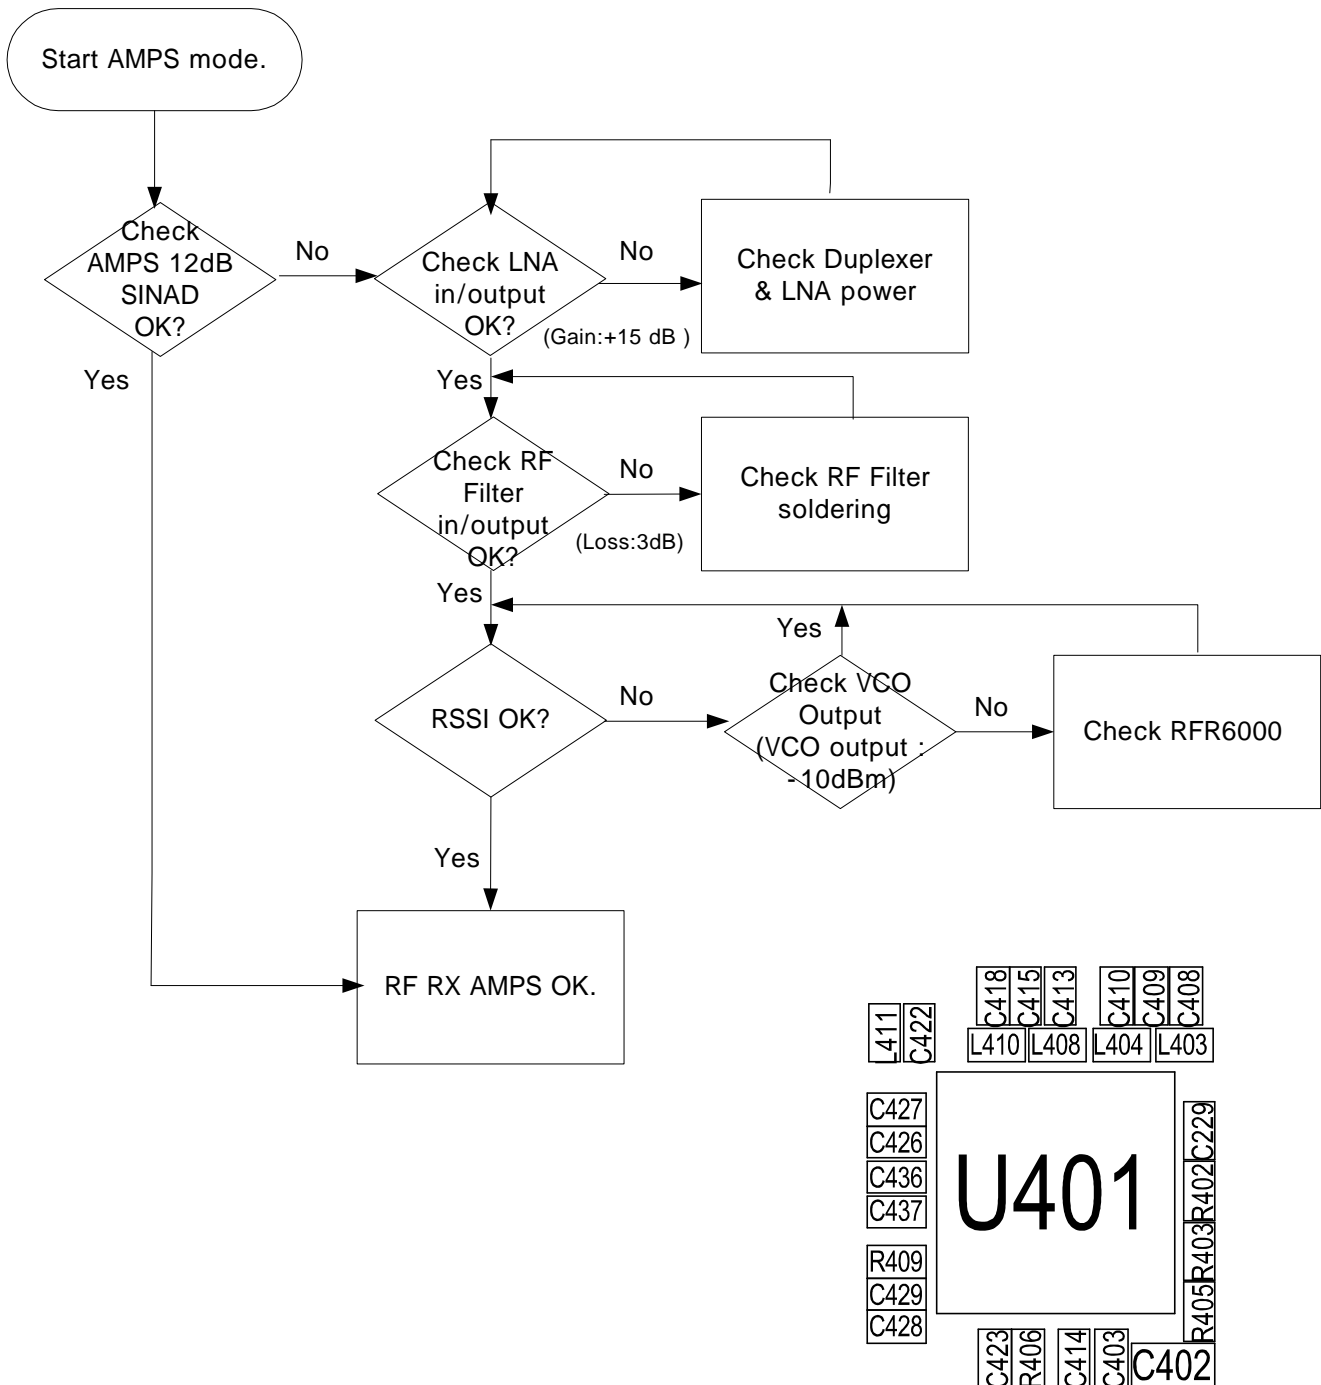 Start AMPS mode.
Check
AMPS 12dB
SINAD
OK?
No
Yes
Check LNA
in/output
OK?
(Gain:+15 dB )
No
Check Duplexer
& LNA power
Yes
Check RF
Filter
in/output
OK?
(Loss:3dB)
No
Check RF Filter
soldering
Yes
RSSI OK?
No
Check VCO
Output
(VCO output :
-10dBm)
Yes
No
Check RFR6000
Yes
RF RX AMPS OK.
L411
C422
C418
C415
C413
C410
C409
C408
L410
L408
L404
L403
C427
C426
C436
C437
R409
C429
C428
U401
C229
R402
R403
R405
C423
R406
C414
C403
C402